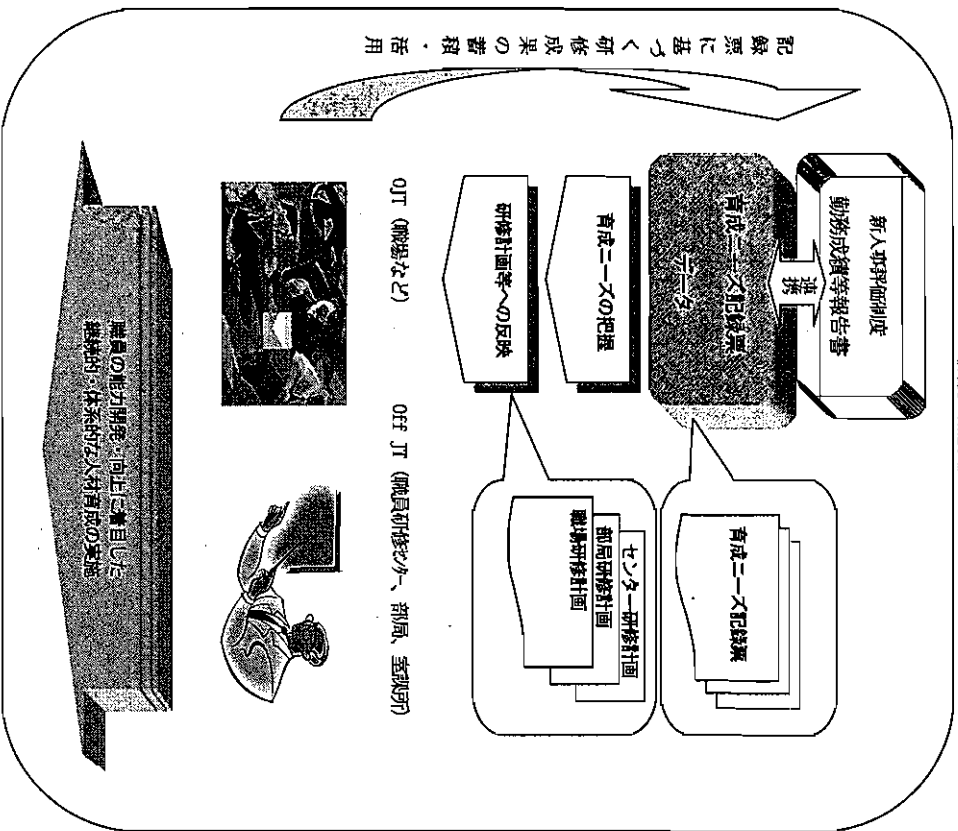 新人事評価制度
勤務成績等報告書
連携
育成ニーズ記録票
データ
育成ニーズ記録票
育成ニーズの把握
研修計画等への反映
センター研修計画
部局研修計画
職場研修計画
OJT (職場など)
Off JT (職員研修センター、部局、室課所)
職員の能力開発・向上に着目した
継続的・体系的な人材育成の実施
記録票に基づく研修成果の蓄積・活用